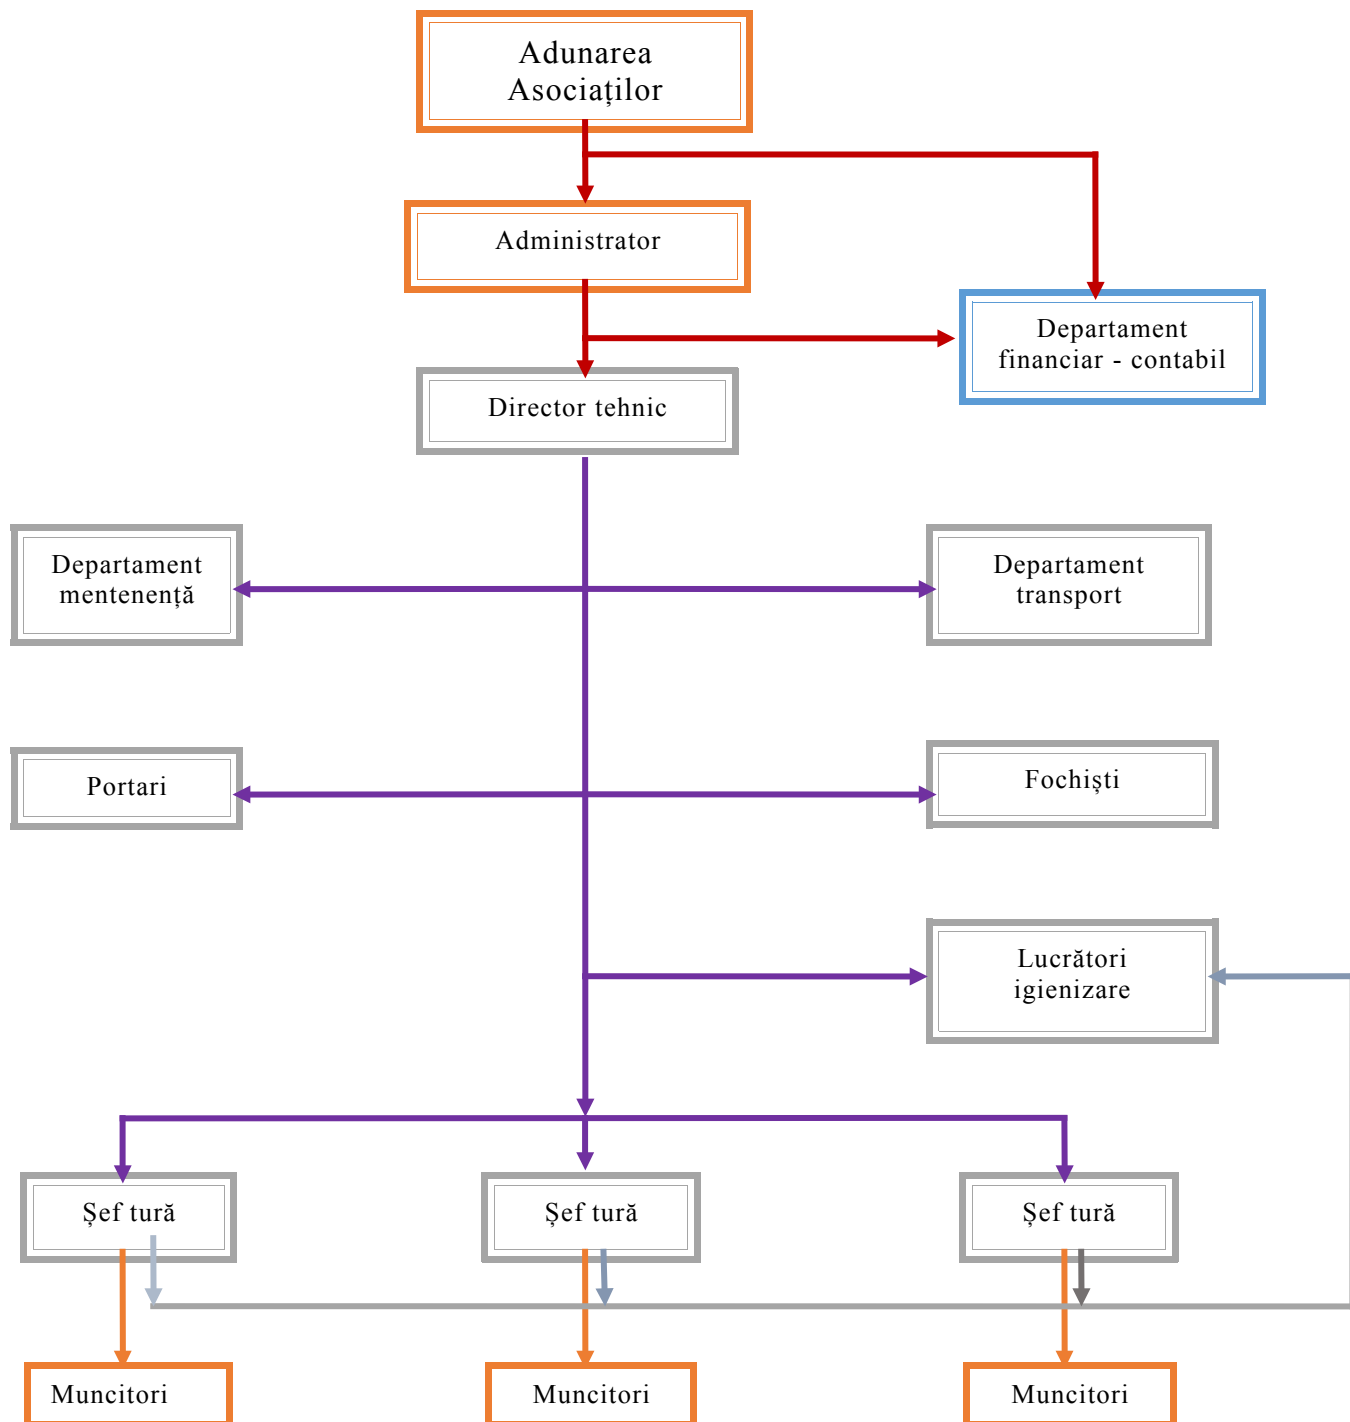 Adunarea
Asociaților
Administrator
Departament
financiar - contabil
Director tehnic
Departament
mentenență
Departament
transport
Portari
Fochiști
Lucrători
igienizare
Șef tură
Șef tură
Șef tură
Muncitori
Muncitori
Muncitori